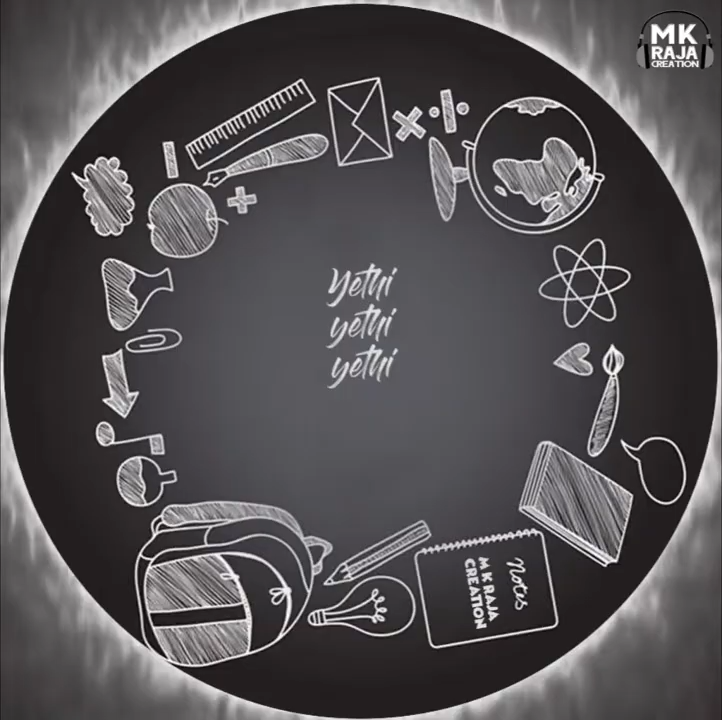 MK
RAJA
CREATION
Yethi
yethi
yethi
Notes
M K RAJA
CREATION